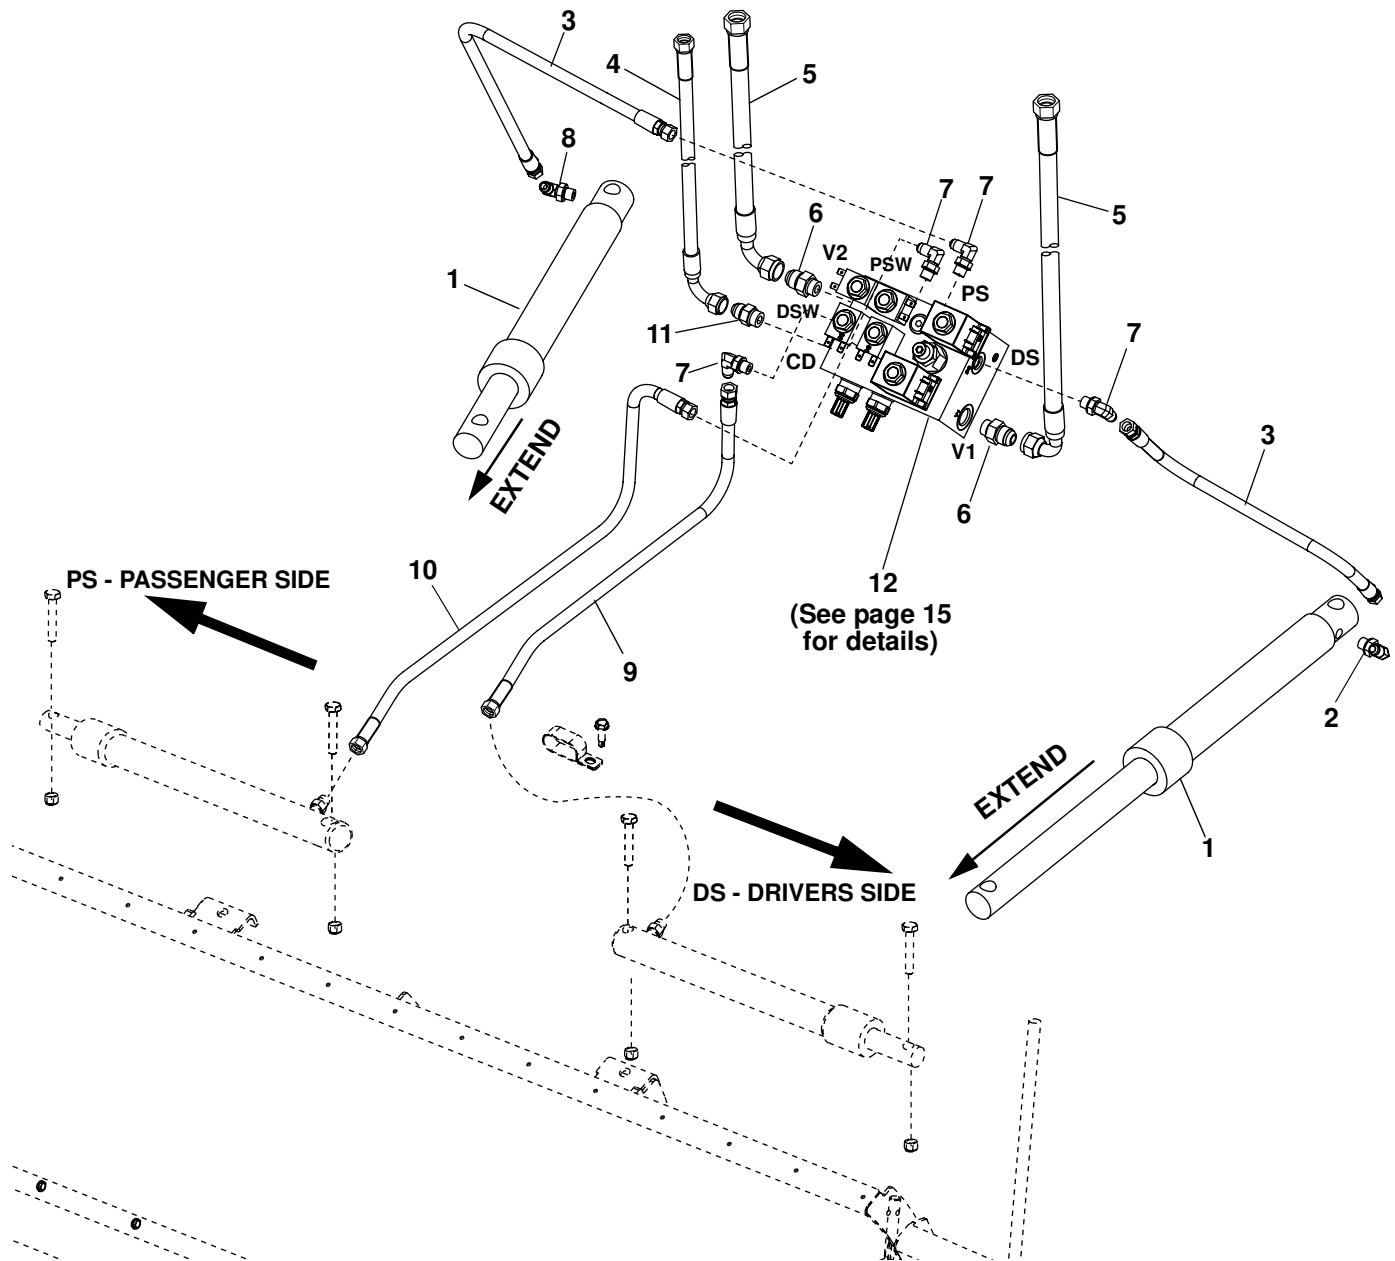 3
4
5
8
7
7
5
6
V2
PSW
1
PS
DSW
11
DS
7
7
CD
V1
3
EXTEND
6
12
(See page 15
for details)
10
PS - PASSENGER SIDE
9
2
EXTEND
1
DS - DRIVERS SIDE